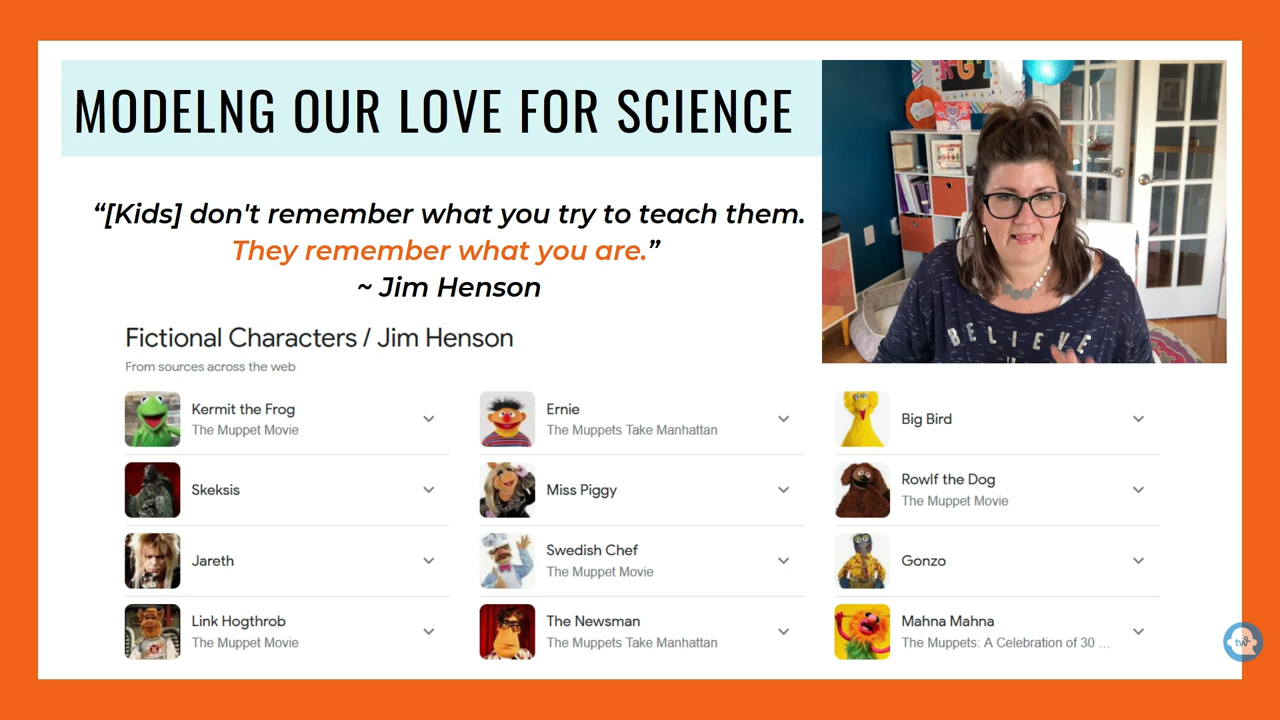 MODELNG OUR LOVE FOR SCIENCE
“[Kids] don't remember what you try to teach them.
They remember what you are.”
~ Jim Henson
Fictional Characters / Jim Henson
From sources across the web
Kermit the Frog
The Muppet Movie
Ernie
The Muppets Take Manhattan
Big Bird
Skeksis
Miss Piggy
Rowlf the Dog
The Muppet Movie
Jareth
Swedish Chef
The Muppet Movie
Gonzo
Link Hogthrob
The Muppet Movie
The Newsman
The Muppets Take Manhattan
Mahna Mahna
The Muppets: A Celebration of 30 ...
BELIEVE
tw